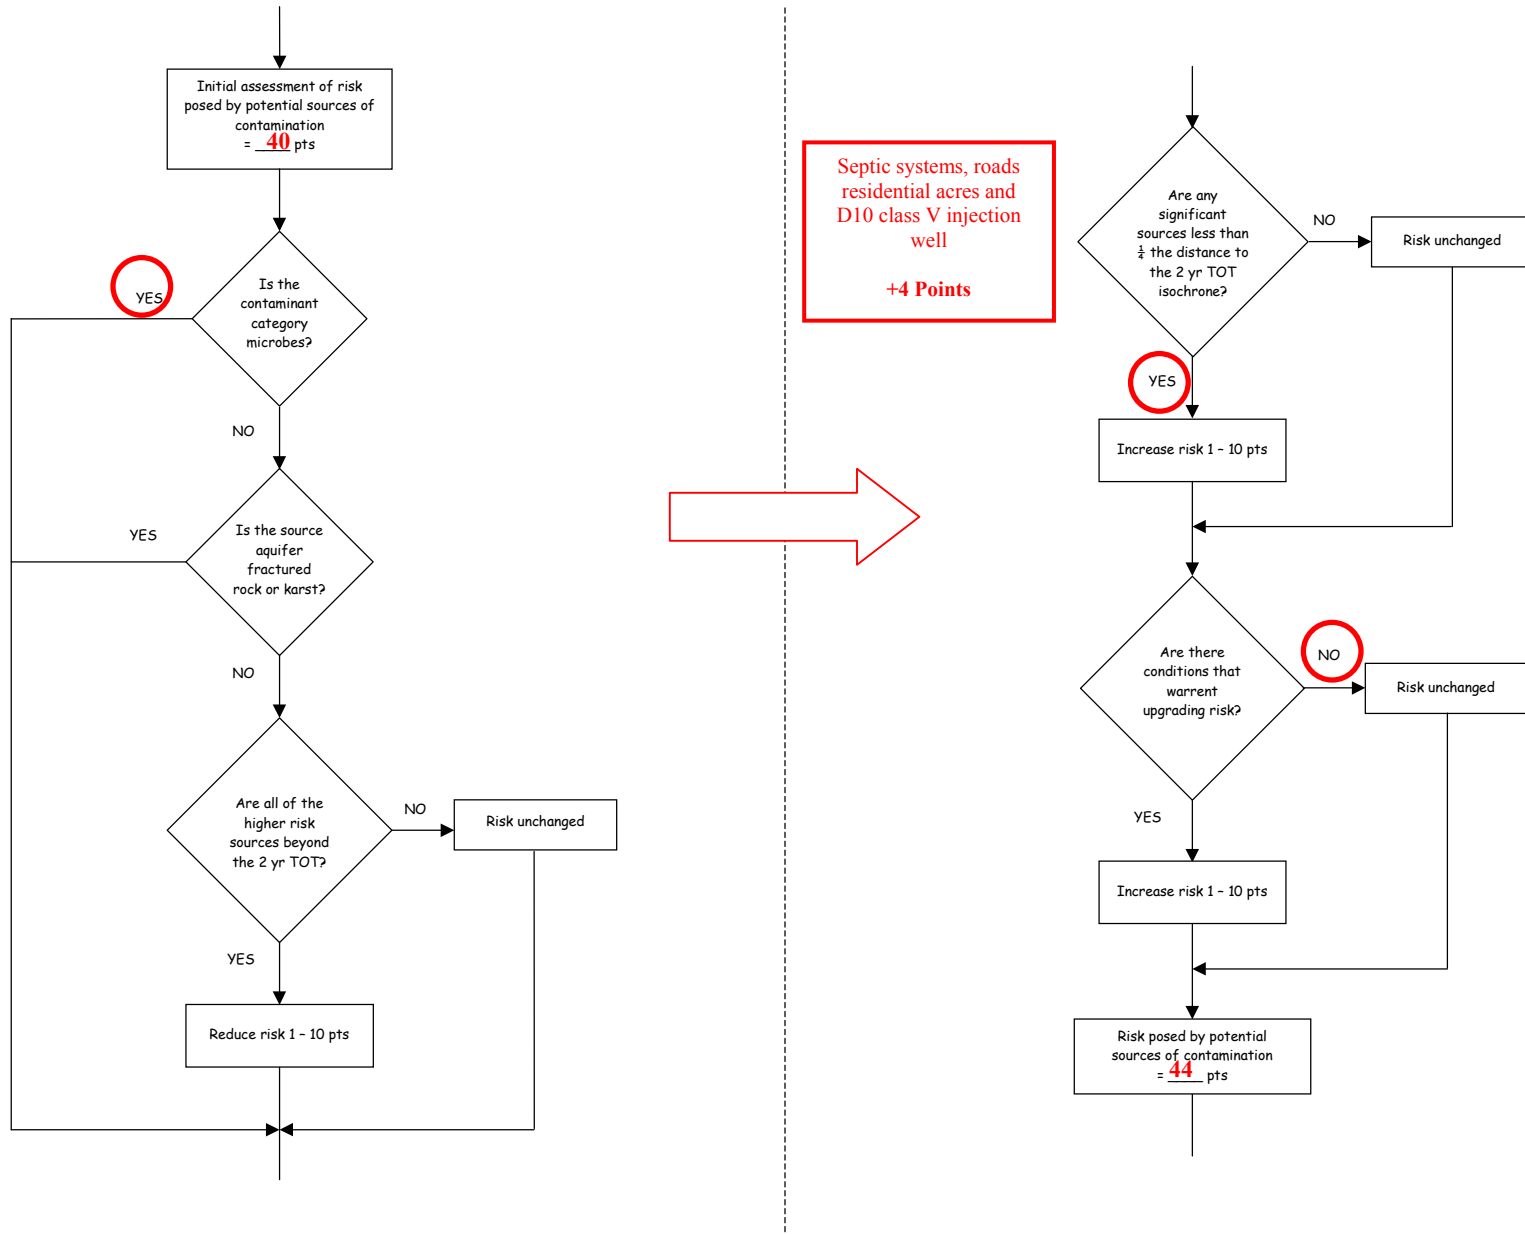 Initial assessment of risk
posed by potential sources of
contamination
= 40 pts
Is the
contaminant
category
microbes?
YES
NO
Is the source
aquifer
fractured
rock or karst?
YES
NO
Are all of the
higher risk
sources beyond
the 2 yr TOT?
NO
Risk unchanged
YES
Reduce risk 1 – 10 pts
Septic systems, roads
residential acres and
D10 class V injection
well
+4 Points
Are any
significant
sources less than
¼ the distance to
the 2 yr TOT
isochrone?
NO
Risk unchanged
YES
Increase risk 1 – 10 pts
Are there
conditions that
warrent
upgrading risk?
NO
Risk unchanged
YES
Increase risk 1 – 10 pts
Risk posed by potential
sources of contamination
= 44 pts